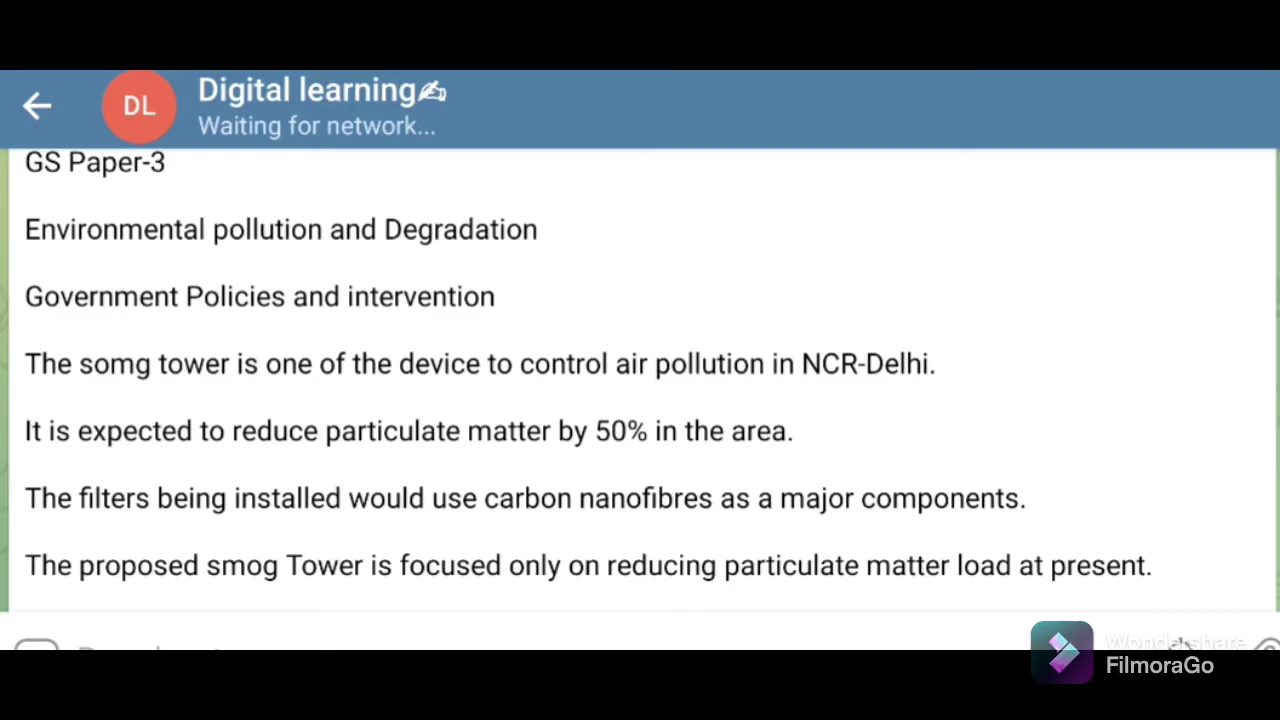 DL
Digital learning✍
Waiting for network...
GS Paper-3
Environmental pollution and Degradation
Government Policies and intervention
The somg tower is one of the device to control air pollution in NCR-Delhi.
It is expected to reduce particulate matter by 50% in the area.
The filters being installed would use carbon nanofibres as a major components.
The proposed smog Tower is focused only on reducing particulate matter load at present.
Wondershare
FilmoraGo